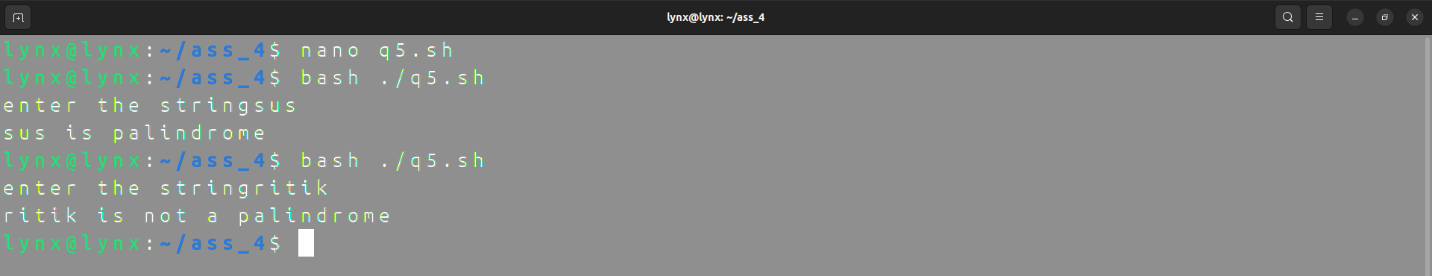 lynx@lynx: ~/ass_4
lynx@lynx:~/ass_4$ nano q5.sh
lynx@lynx:~/ass_4$ bash ./q5.sh
enter the stringsus
sus is palindrome
lynx@lynx:~/ass_4$ bash ./q5.sh
enter the stringritik
ritik is not a palindrome
lynx@lynx:~/ass_4$